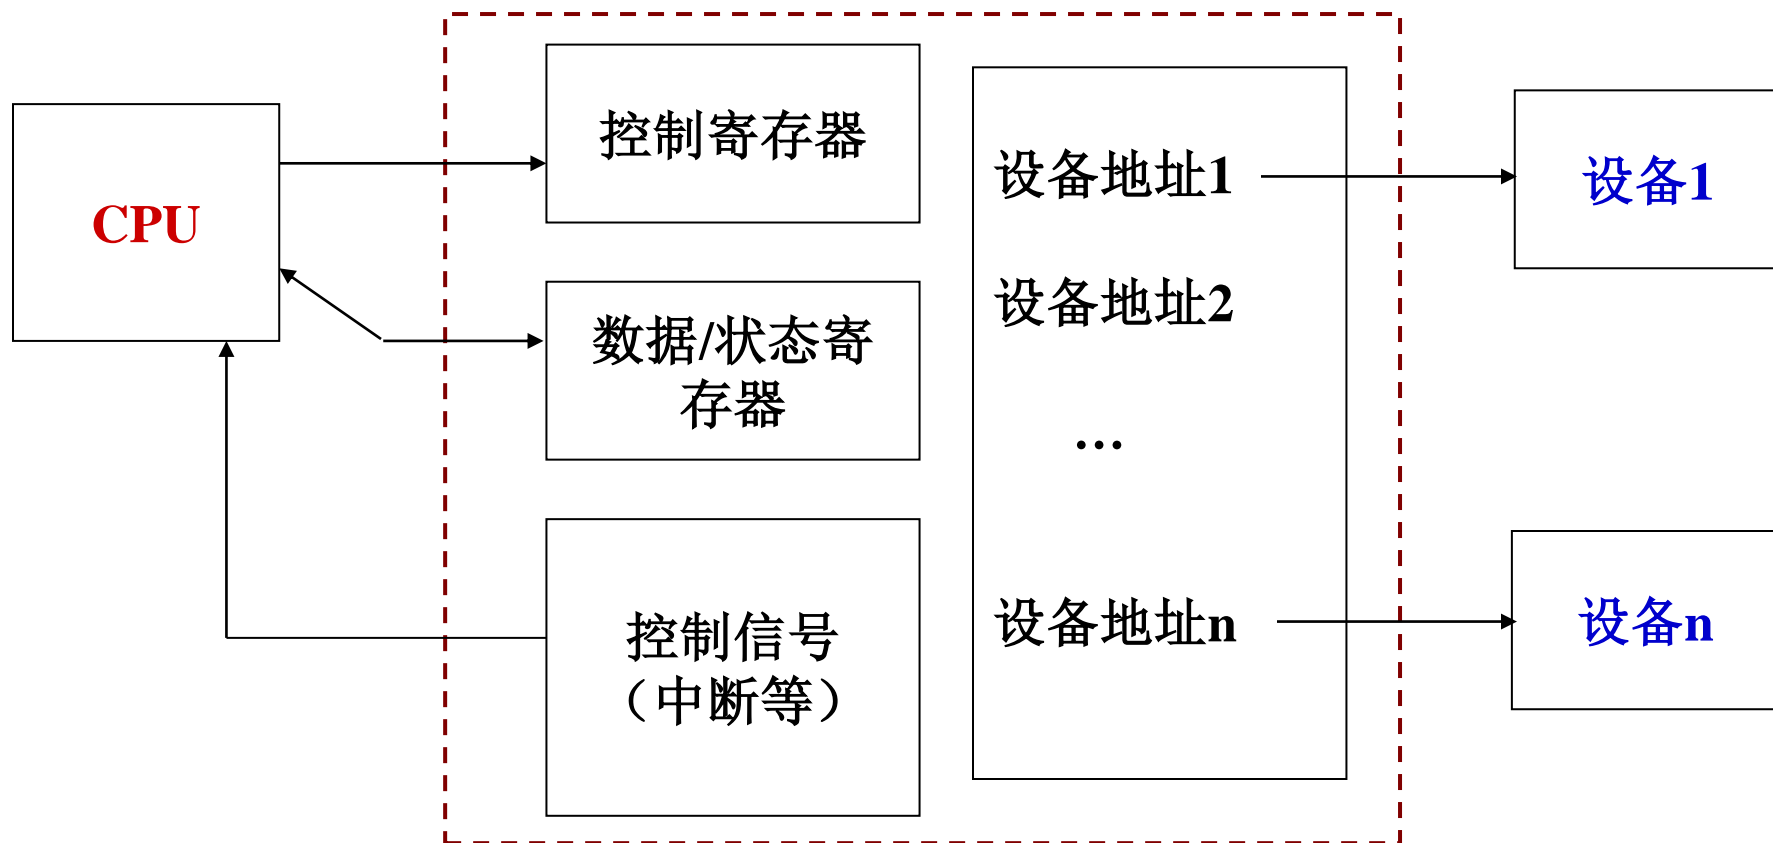 CPU
控制寄存器
数据/状态寄
存器
控制信号
（中断等）
设备地址1
设备地址2
…
设备地址n
设备1
设备n